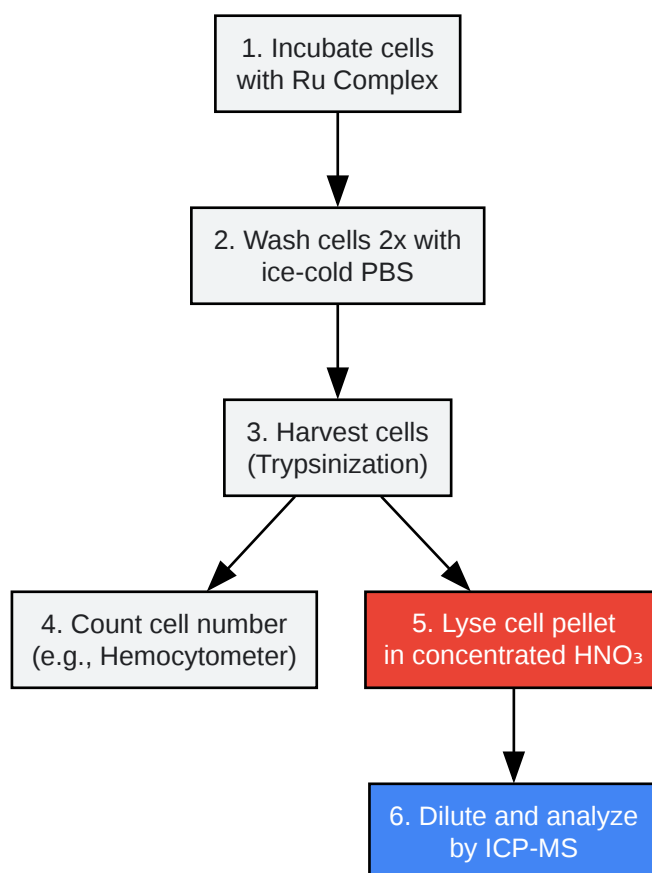 1. Incubate cells
with Ru Complex
2. Wash cells 2x with
ice-cold PBS
3. Harvest cells
(Trypsinization)
4. Count cell number
(e.g., Hemocytometer)
5. Lyse cell pellet
in concentrated HNO₃
6. Dilute and analyze
by ICP-MS